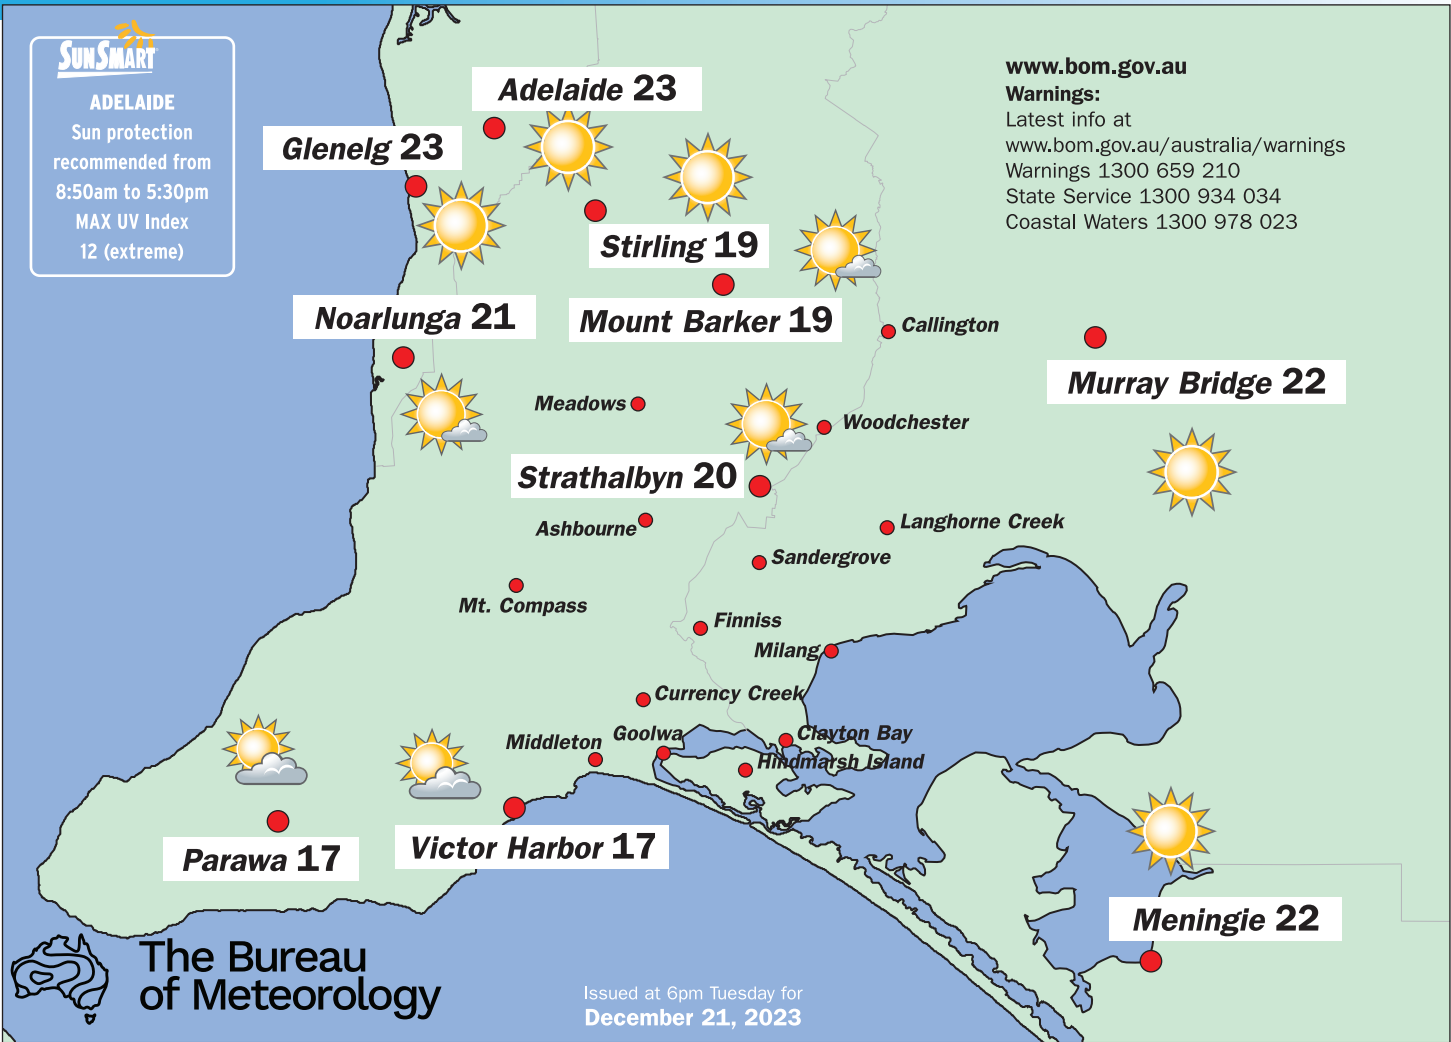 SUNSMART
ADELAIDE
Sun protection
recommended from
8:50am to 5:30pm
MAX UV Index
12 (extreme)
www.bom.gov.au
Warnings:
Latest info at
www.bom.gov.au/australia/warnings
Warnings 1300 659 210
State Service 1300 934 034
Coastal Waters 1300 978 023
Adelaide 23
Glenelg 23
Stirling 19
Noarlunga 21
Mount Barker 19
Callington
Murray Bridge 22
Meadows
Woodchester
Strathalbyn 20
Ashbourne
Langhorne Creek
Sandergrove
Mt. Compass
Finniss
Milang
Currency Creek
Middleton
Goolwa
Clayton Bay
Hindmarsh Island
Parawa 17
Victor Harbor 17
Meningie 22
The Bureau
of Meteorology
Issued at 6pm Tuesday for
December 21, 2023